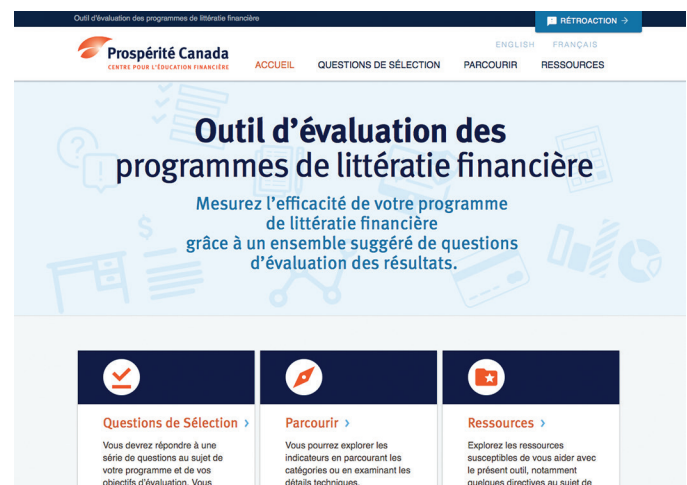 Outil d'évaluation des programmes de littératie financière
RÉTROACTION
ENGLISH FRANÇAIS
Prospérité Canada
CENTRE POUR L'ÉDUCATION FINANCIÈRE
ACCUEIL QUESTIONS DE SÉLECTION PARCOURIR RESSOURCES
Outil d'évaluation des
programmes de littératie financière
Mesurez l'efficacité de votre programme
de littératie financière
grâce à un ensemble suggéré de questions
d'évaluation des résultats.
Questions de Sélection
Vous devrez répondre à une
série de questions au sujet de
votre programme et de vos
objectifs d'évaluation. Vous
Parcourir
Vous pourrez explorer les
indicateurs en parcourant les
catégories ou en examinant les
détails techniques.
Ressources
Explorez les ressources
susceptibles de vous aider avec
le présent outil, notamment
quelques directives au sujet de